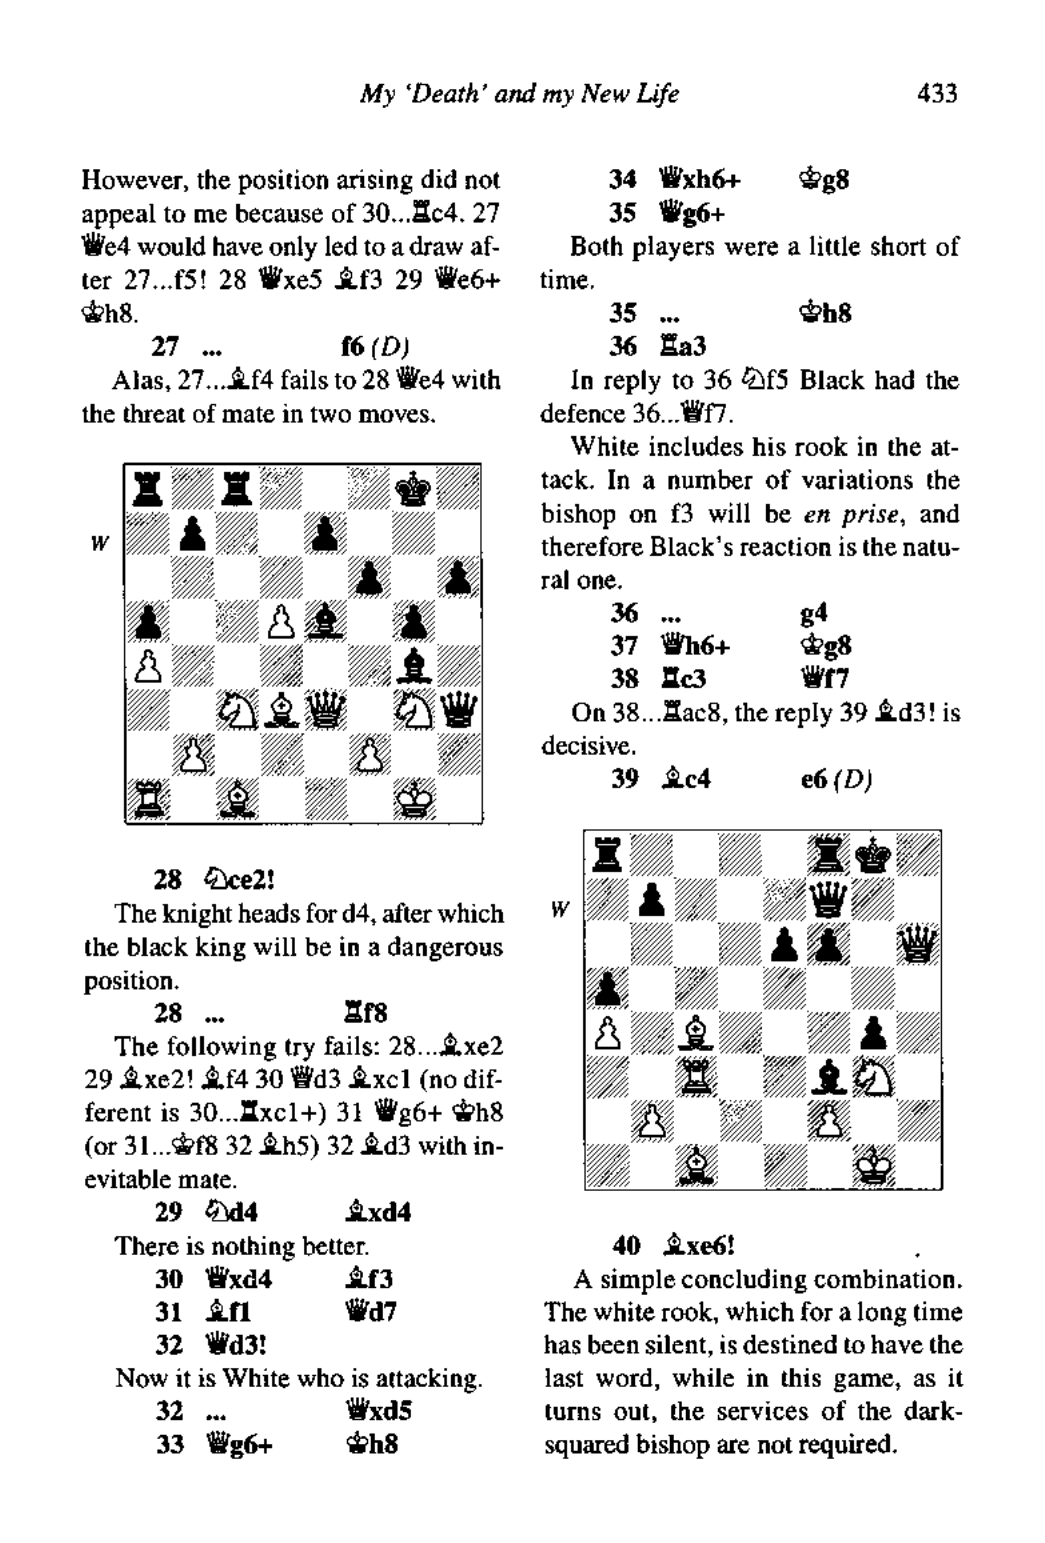 My ‘Death’ and my New Life 433
However, the position arising did not
appeal to me because of 30...♖c4. 27
♕e4 would have only led to a draw af-
ter 27...f5! 28 ♕xe5 ♗f3 29 ♕e6+
♔h8.
27 ... f6 (D)
Alas, 27...♗f4 fails to 28 ♕e4 with
the threat of mate in two moves.
W
28 ♘ce2!
The knight heads for d4, after which
the black king will be in a dangerous
position.
28 ... ♖f8
The following try fails: 28...♗xe2
29 ♗xe2! ♗f4 30 ♕d3 ♗xc1 (no dif-
ferent is 30...♖xc1+) 31 ♕g6+ ♔h8
(or 31...♔f8 32 ♗h5) 32 ♗d3 with in-
evitable mate.
29 ♘d4 ♗xd4
There is nothing better.
30 ♕xd4 ♗f3
31 ♗f1 ♕d7
32 ♕d3!
Now it is White who is attacking.
32 ... ♕xd5
33 ♕g6+ ♔h8
34 ♕xh6+ ♔g8
35 ♕g6+
Both players were a little short of
time.
35 ... ♔h8
36 ♖a3
In reply to 36 ♘f5 Black had the
defence 36...♕f7.
White includes his rook in the at-
tack. In a number of variations the
bishop on f3 will be en prise, and
therefore Black’s reaction is the natu-
ral one.
36 ... g4
37 ♕h6+ ♔g8
38 ♖c3 ♕f7
On 38...♖ac8, the reply 39 ♗d3! is
decisive.
39 ♗c4 e6 (D)
W
40 ♗xe6!
A simple concluding combination.
The white rook, which for a long time
has been silent, is destined to have the
last word, while in this game, as it
turns out, the services of the dark-
squared bishop are not required.